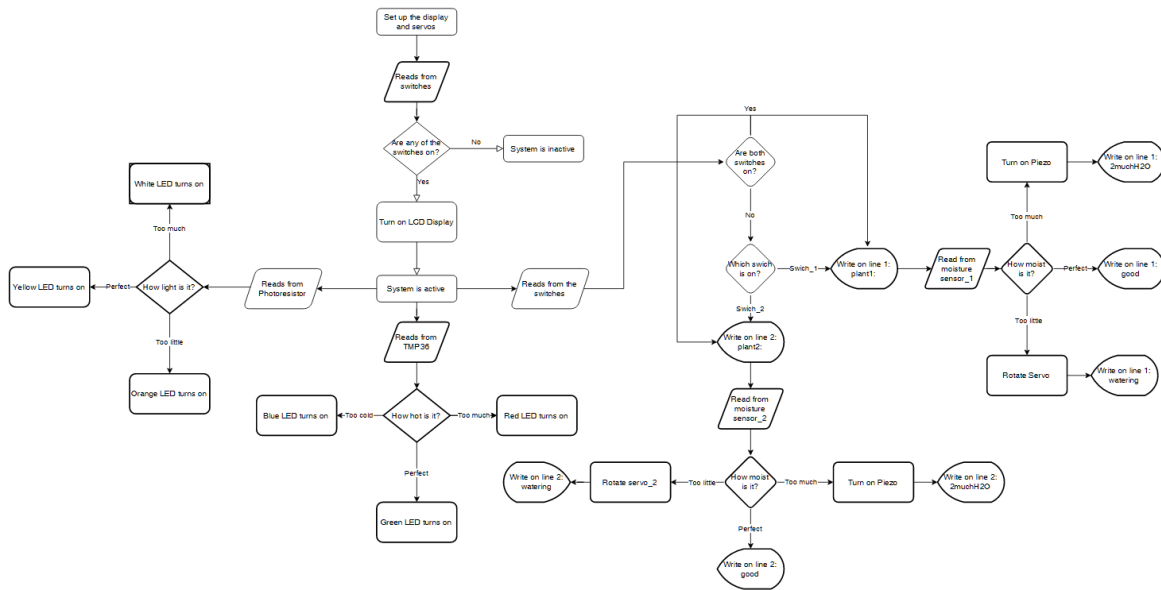 Set up the display
and servos
Reads from
switches
Are any of the
switches on?
No
System is inactive
Yes
Turn on LCD Display
System is active
Reads from
Photoresistor
How light is it?
Too much
White LED turns on
Perfect
Yellow LED turns on
Too little
Orange LED turns on
Reads from
TMP36
How hot is it?
Too cold
Blue LED turns on
Too much
Red LED turns on
Perfect
Green LED turns on
Reads from the
switches
Are both
switches
on?
Yes
No
Which swich
is on?
Swich_1
Write on line 1:
plant1:
Read from
moisture
sensor_1
How moist
is it?
Too much
Turn on Piezo
Write on line 1:
2muchH2O
Perfect
Write on line 1:
good
Too little
Rotate Servo
Write on line 1:
watering
Swich_2
Write on line 2:
plant2:
Read from
moisture
sensor_2
How moist
is it?
Too little
Rotate servo_2
Write on line 2:
watering
Too much
Turn on Piezo
Write on line 2:
2muchH2O
Perfect
Write on line 2:
good